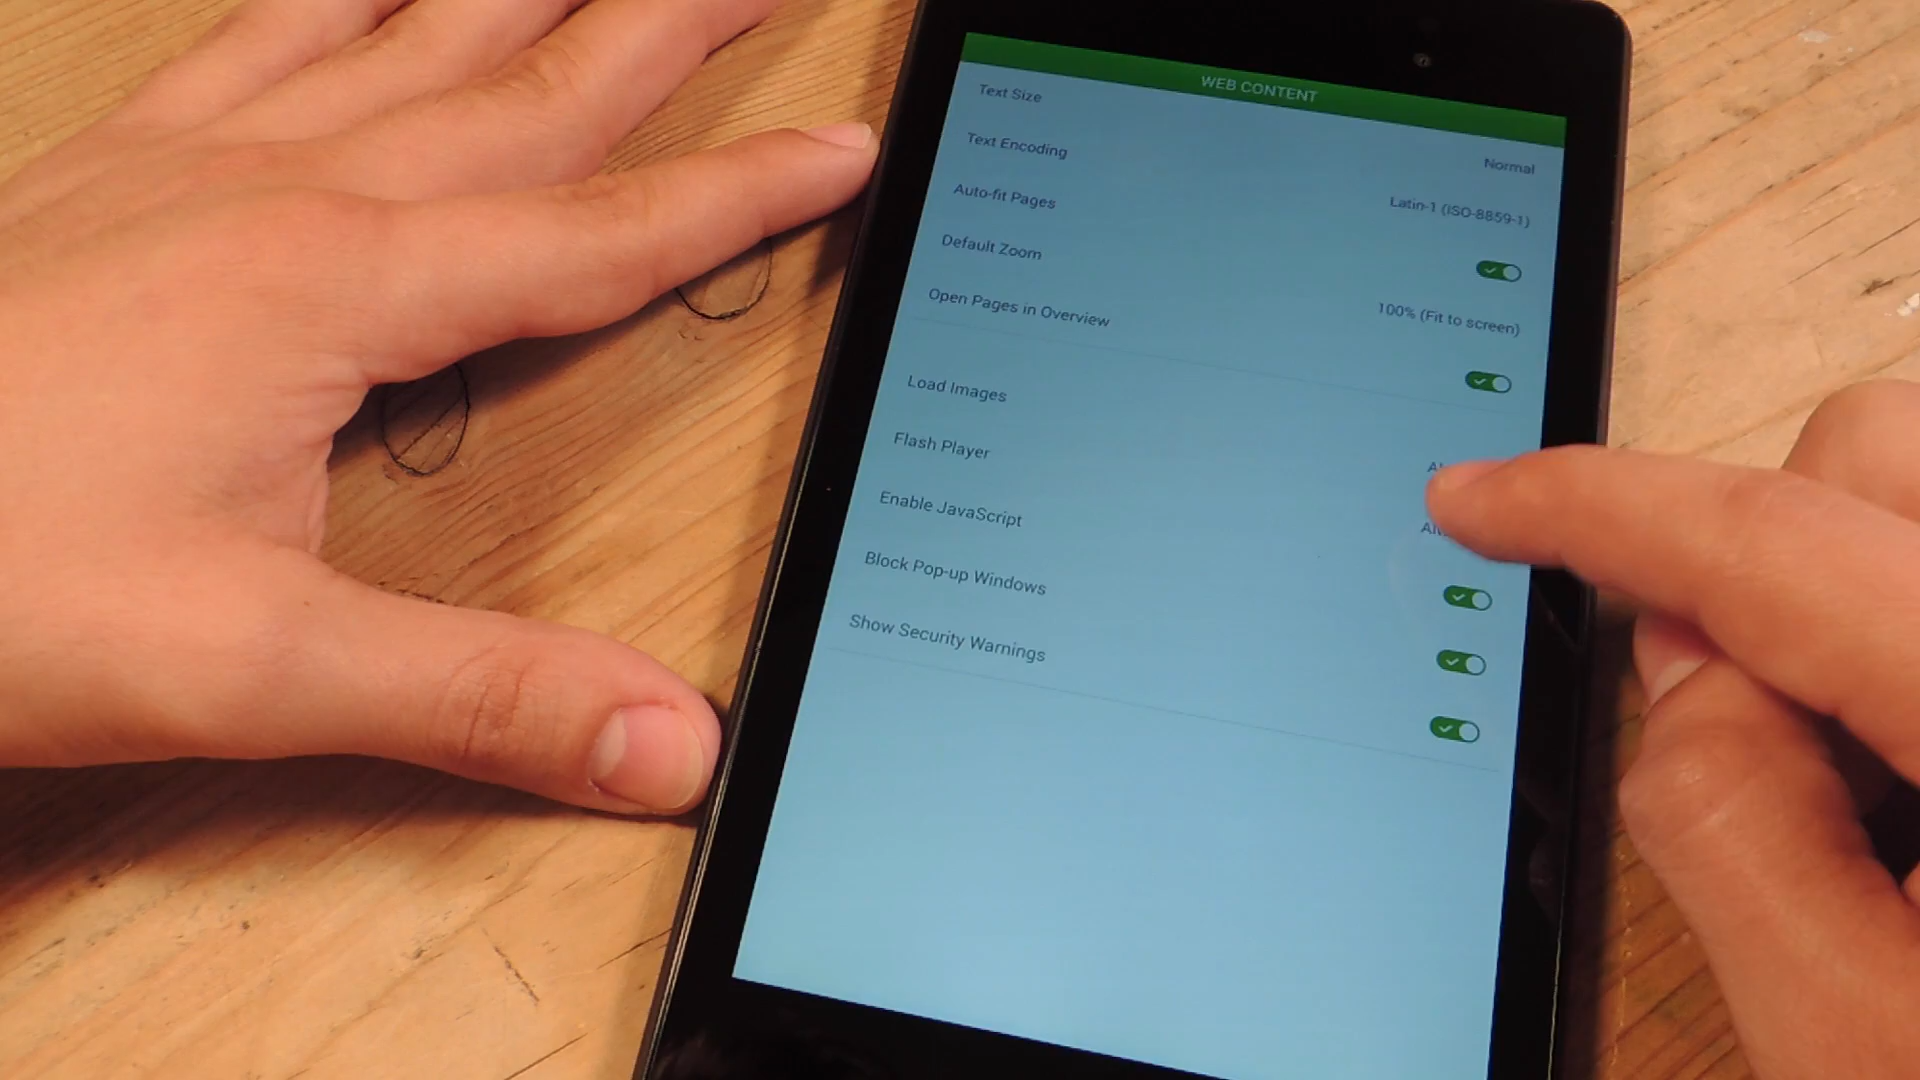 WEB CONTENT
Text Size
Normal
Text Encoding
Latin-1 (ISO-8859-1)
Auto-fit Pages
Default Zoom
100% (Fit to screen)
Open Pages in Overview
Load Images
Flash Player
Enable JavaScript
Block Pop-up Windows
Show Security Warnings